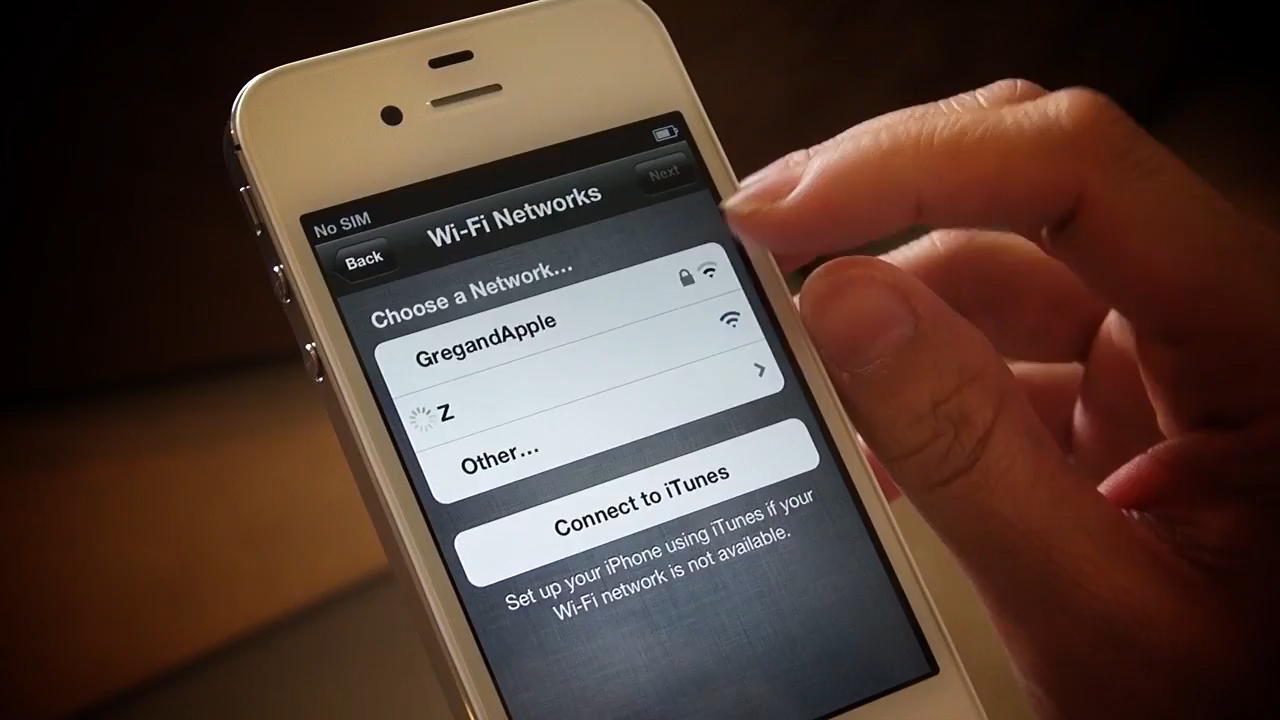 No SIM
Back
Wi-Fi Networks
Next
Choose a Network...
GregandApple
Z
Other...
Connect to iTunes
Set up your iPhone using iTunes if your
Wi-Fi network is not available.